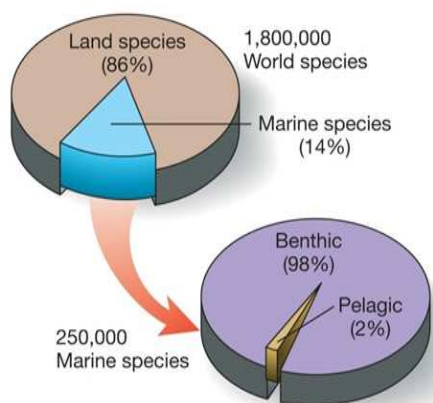 Land species
(86%)
1,800,000
World species
Marine species
(14%)
Benthic
(98%)
Pelagic
(2%)
250,000
Marine species